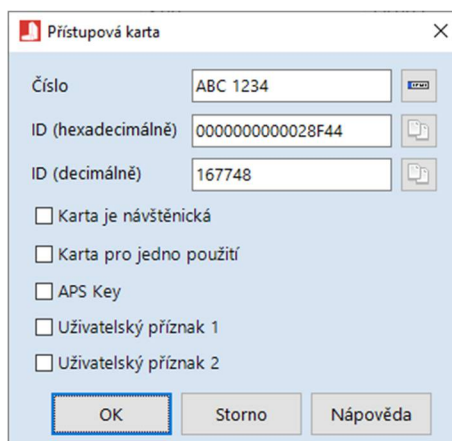 Přístupová karta
Číslo ABC 1234
ID (hexadecimálně) 0000000000028F44
ID (decimálně) 167748
Karta je návštěnická
Karta pro jedno použití
APS Key
Uživatelský příznak 1
Uživatelský příznak 2
OK Storno Nápověda